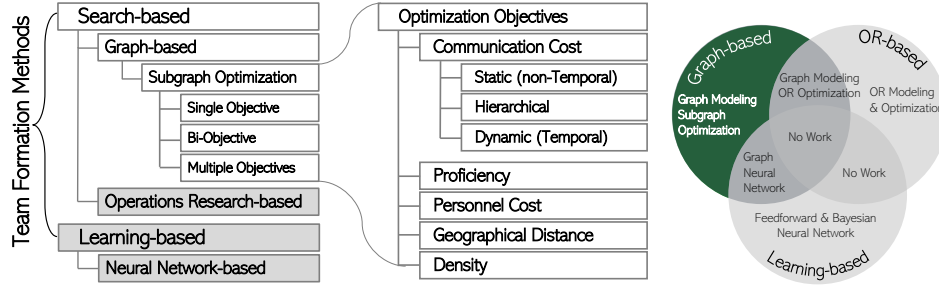 Team Formation Methods
Search-based
Graph-based
Subgraph Optimization
Single Objective
Bi-Objective
Multiple Objectives
Operations Research-based
Learning-based
Neural Network-based
Optimization Objectives
Communication Cost
Static (non-Temporal)
Hierarchical
Dynamic (Temporal)
Proficiency
Personnel Cost
Geographical Distance
Density
Graph-based
OR-based
Graph Modeling
Subgraph
Optimization
Graph Modeling
OR Optimization
OR Modeling
& Optimization
No Work
Graph
Neural
Network
No Work
Feedforward & Bayesian
Neural Network
Learning-based